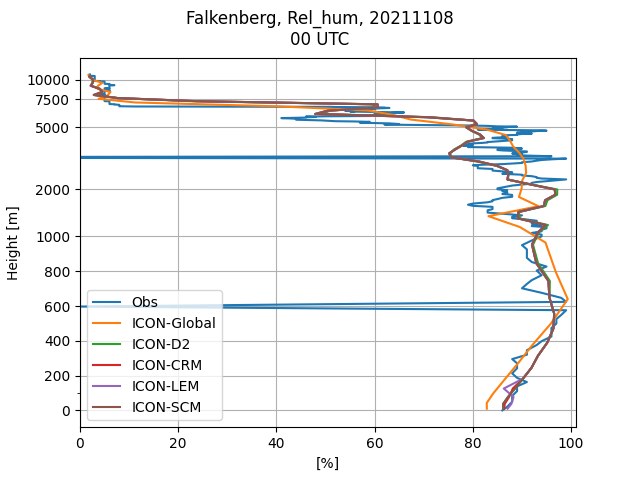 Falkenberg, Rel_hum, 20211108
00 UTC
Height [m]
10000
7500
5000
2000
1000
800
600
400
200
0
Obs
ICON-Global
ICON-D2
ICON-CRM
ICON-LEM
ICON-SCM
0 20 40 60 80 100
[%]